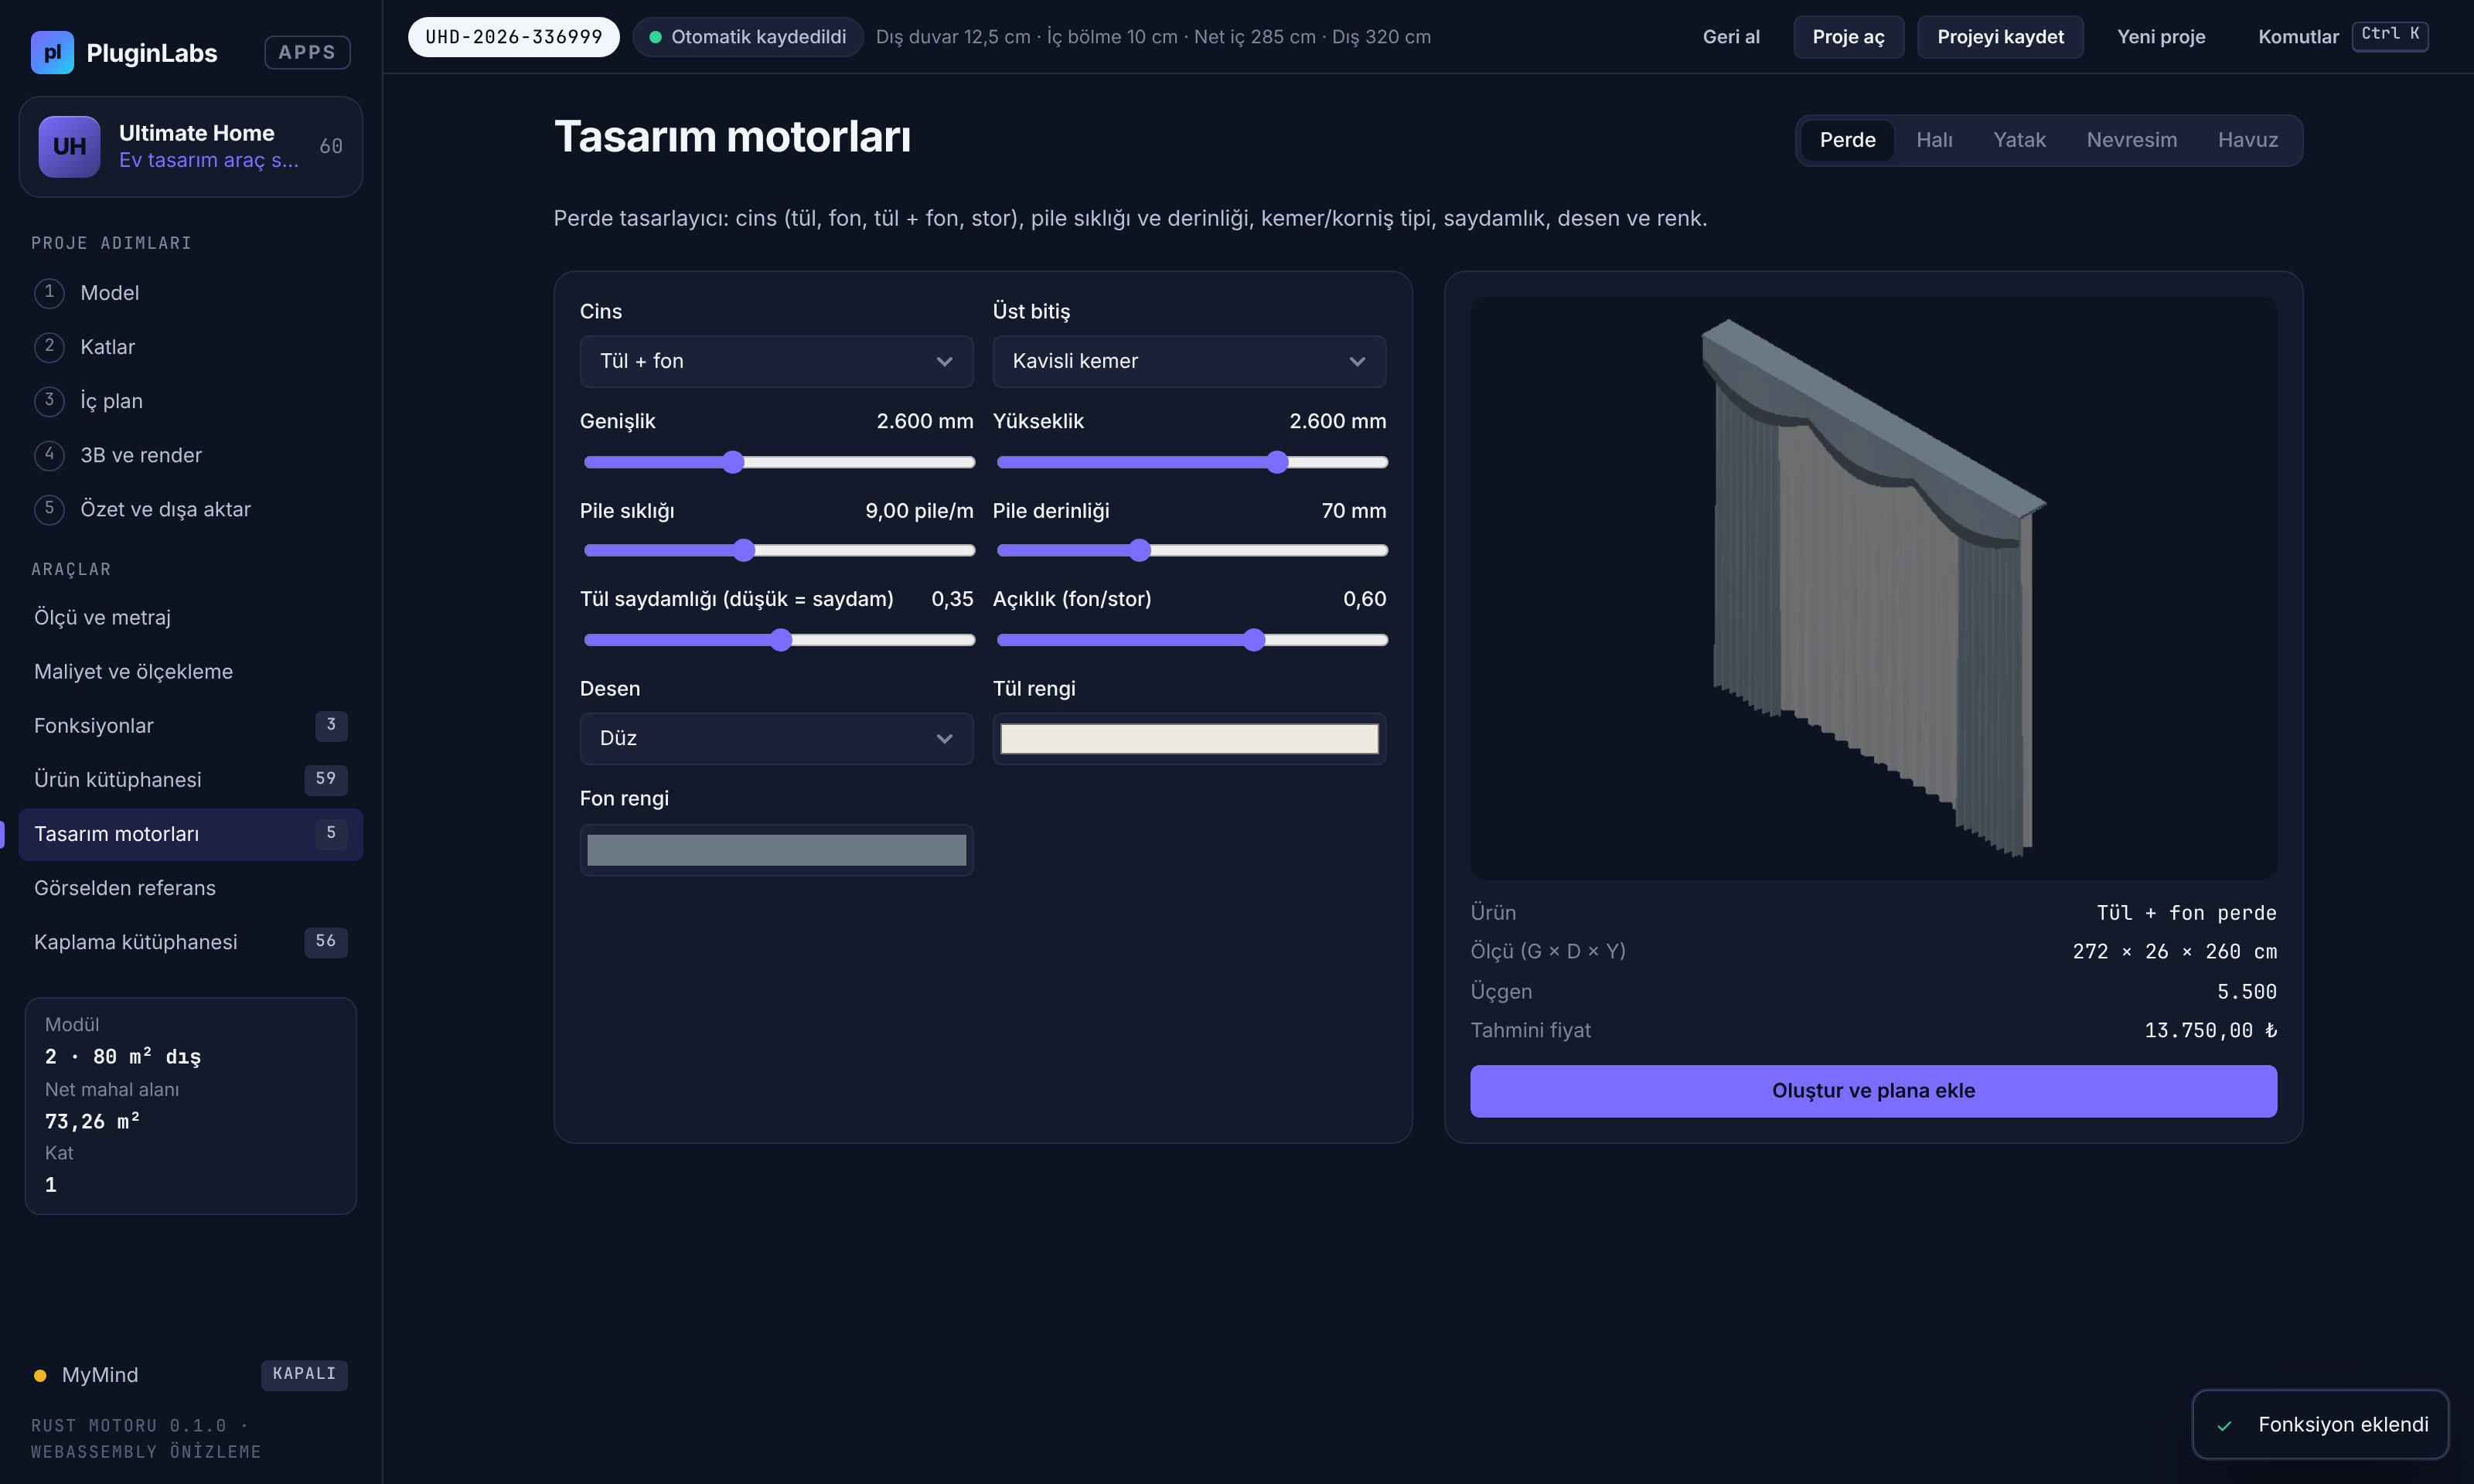 pl PluginLabs APPS
UH Ultimate Home 60
Ev tasarım araç s...
PROJE ADIMLARI
1 Model
2 Katlar
3 İç plan
4 3B ve render
5 Özet ve dışa aktar
ARAÇLAR
Ölçü ve metraj
Maliyet ve ölçekleme
Fonksiyonlar 3
Ürün kütüphanesi 59
Tasarım motorları 5
Görselden referans
Kaplama kütüphanesi 56
Modül
2 · 80 m² dış
Net mahal alanı
73,26 m²
Kat
1
MyMind KAPALI
RUST MOTORU 0.1.0 ·
WEBASSEMBLY ÖNİZLEME
UHD-2026-336999 Otomatik kaydedildi Dış duvar 12,5 cm · İç bölme 10 cm · Net iç 285 cm · Dış 320 cm Geri al Proje aç Projeyi kaydet Yeni proje Komutlar Ctrl K
Tasarım motorları
Perde Halı Yatak Nevresim Havuz
Perde tasarlayıcı: cins (tül, fon, tül + fon, stor), pile sıklığı ve derinliği, kemer/korniş tipi, saydamlık, desen ve renk.
Cins Üst bitiş
Tül + fon Kavisli kemer
Genişlik 2.600 mm Yükseklik 2.600 mm
Pile sıklığı 9,00 pile/m Pile derinliği 70 mm
Tül saydamlığı (düşük = saydam) 0,35 Açıklık (fon/stor) 0,60
Desen Tül rengi
Düz
Fon rengi
Ürün Tül + fon perde
Ölçü (G × D × Y) 272 × 26 × 260 cm
Üçgen 5.500
Tahmini fiyat 13.750,00 ₺
Oluştur ve plana ekle
Fonksiyon eklendi